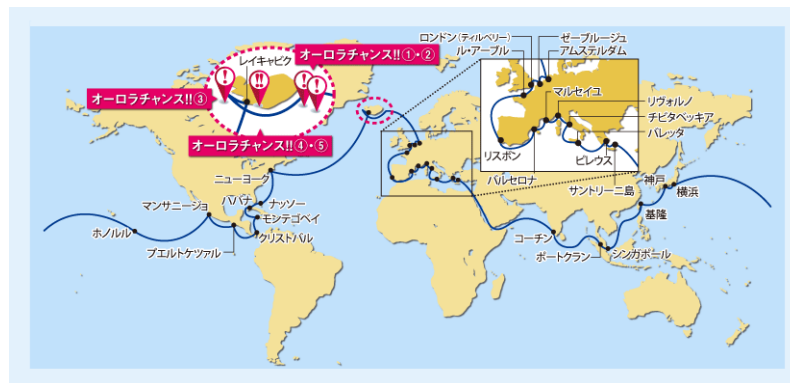 ロンドン(ティルベリー)
ゼーブルージュ
ル・アーブル
アムステルダム
オーロラチャンス!!①・②
レイキャビク
オーロラチャンス!!③
オーロラチャンス!!④・⑤
マルセイユ
リヴォルノ
チビタベッキア
バレッタ
リスボン
ピレウス
バルセロナ
サントリーニ島
ニューヨーク
ハバナ
ナッソー
マンサニージョ
モンテゴベイ
ホノルル
クリストバル
プエルトケツァル
神戸
横浜
基隆
コーチン
ポートクラン
シンガポール